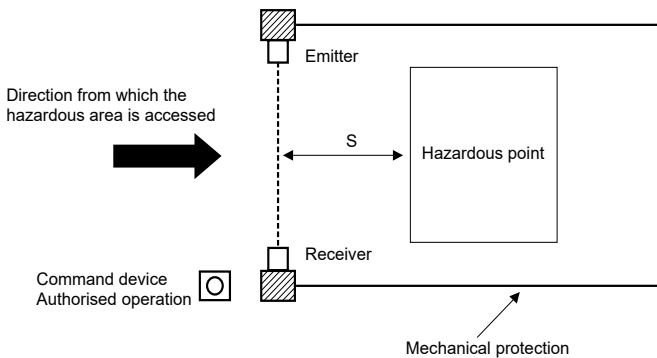 Emitter
Direction from which the
hazardous area is accessed
S
Hazardous point
Receiver
Command device
Authorised operation
Mechanical protection